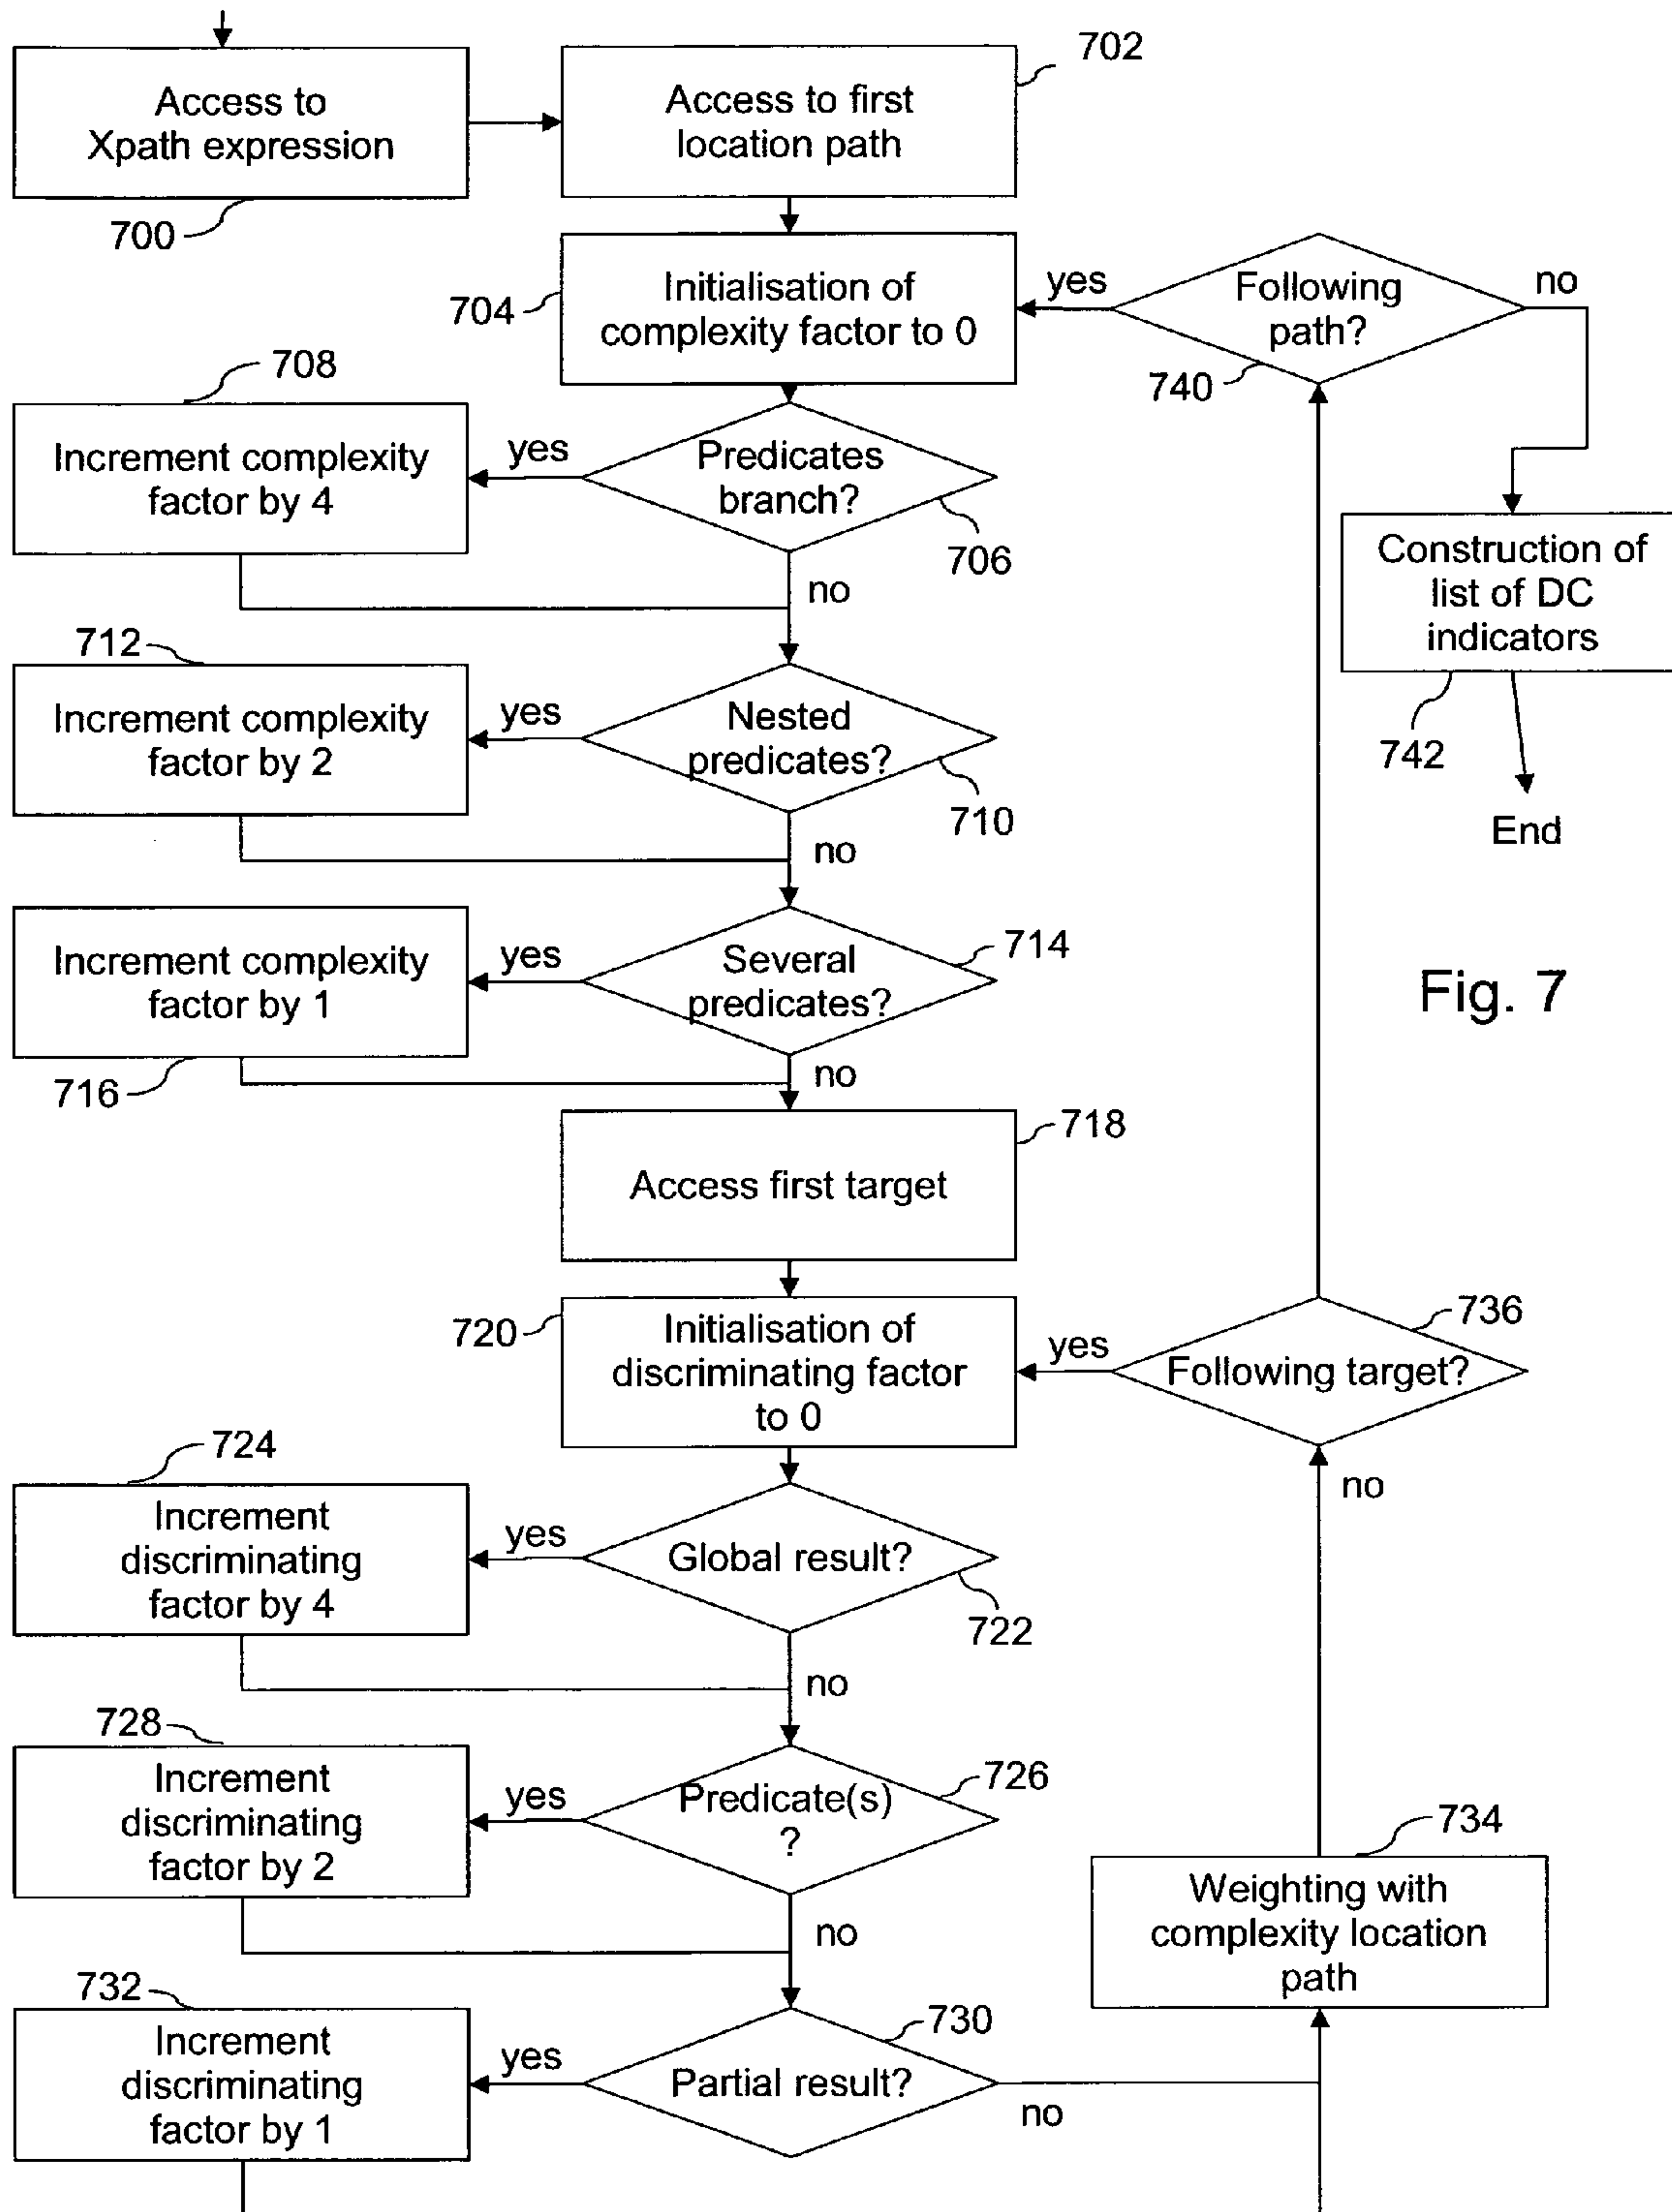 Access to
Xpath expression
700
Access to first
location path
702
Initialisation of
complexity factor to 0
704
yes
Following
path?
no
740
708
Increment complexity
factor by 4
yes
Predicates
branch?
706
no
Construction of
list of DC
indicators
742
End
712
Increment complexity
factor by 2
yes
Nested
predicates?
710
no
Increment complexity
factor by 1
716
yes
Several
predicates?
714
no
Fig. 7
Access first target
718
720
Initialisation of
discriminating factor
to 0
yes
Following target?
736
no
724
Increment
discriminating
factor by 4
yes
Global result?
722
no
728
Increment
discriminating
factor by 2
yes
Predicate(s)
?
726
no
734
Weighting with
complexity location
path
732
Increment
discriminating
factor by 1
yes
Partial result?
730
no